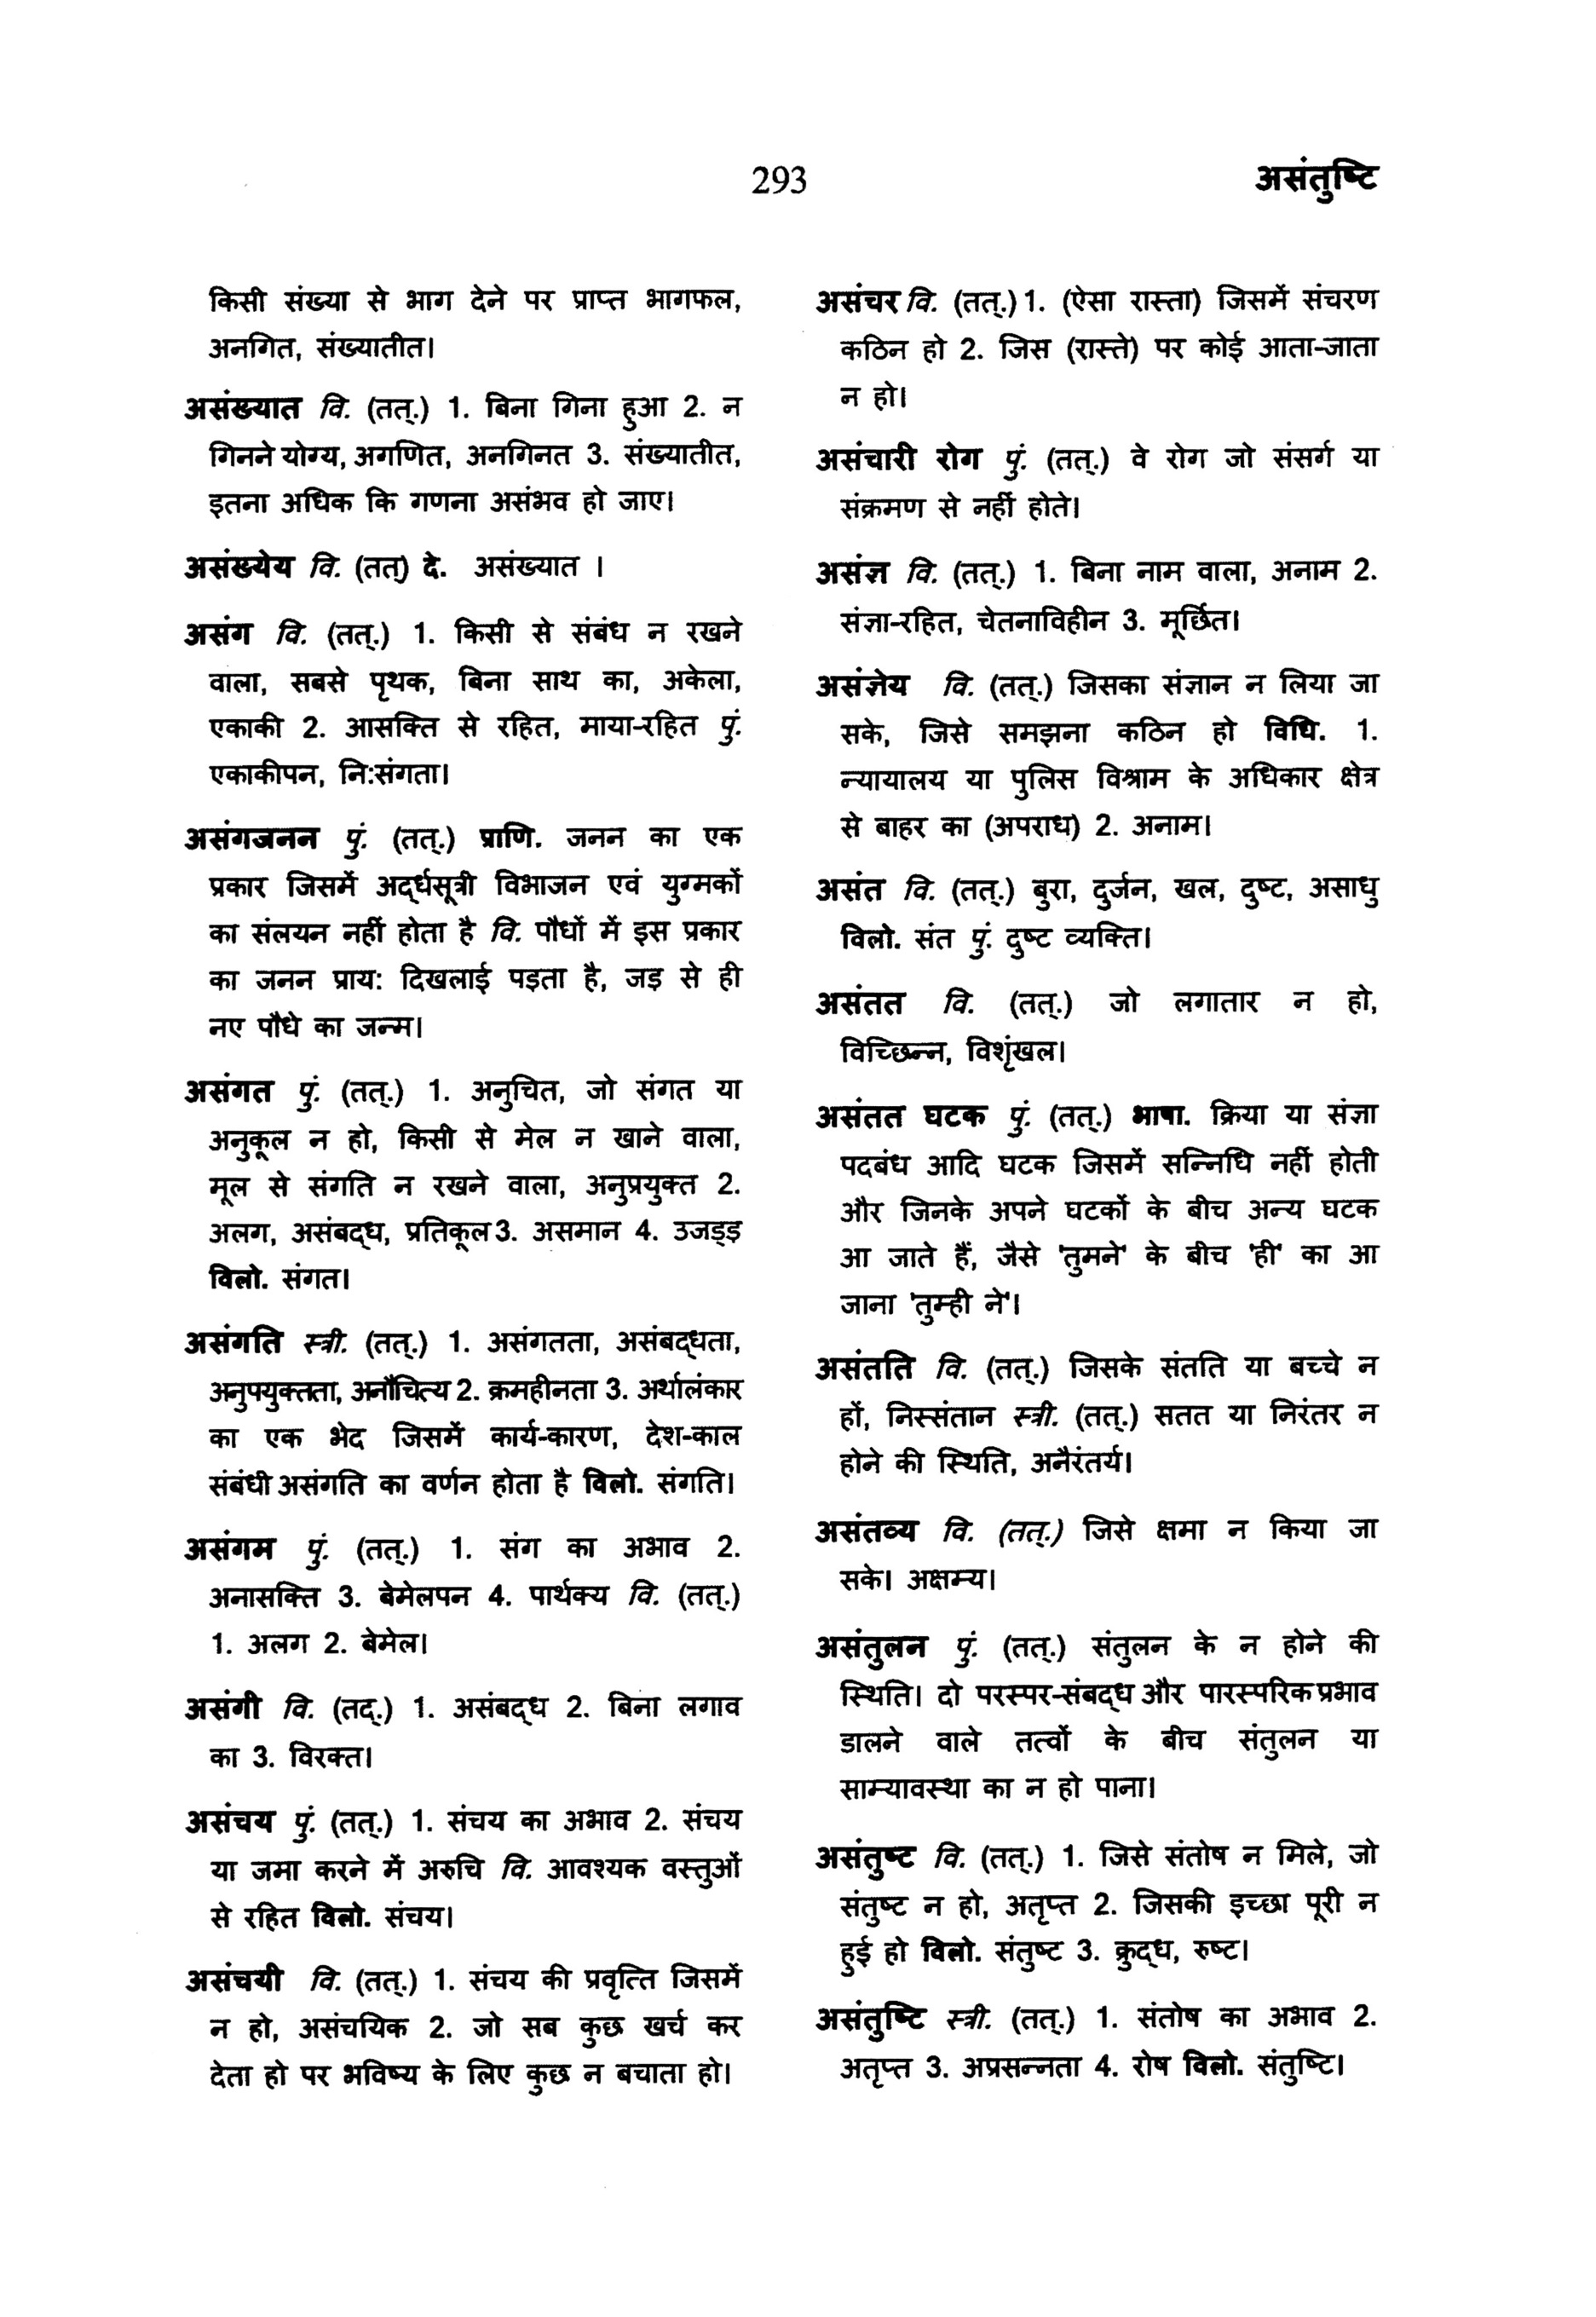 293
असंतुष्टि
किसी संख्या से भाग देने पर प्राप्त भागफल,
अनगित, संख्यातीत।
असंख्यात वि. (तत्.) 1. बिना गिना हुआ 2. न
गिनने योग्य, अगणित, अनगिनत 3. संख्यातीत,
इतना अधिक कि गणना असंभव हो जाए।
असंख्येय वि. (तत्) दे. असंख्यात ।
असंग वि. (तत्.) 1. किसी से संबंध न रखने
वाला, सबसे पृथक, बिना साथ का, अकेला,
एकाकी 2. आसक्ति से रहित, माया-रहित पुं.
एकाकीपन, नि:संगता।
असंगजनन पुं. (तत्.) प्राणि. जनन का एक
प्रकार जिसमें अर्द्धसूत्री विभाजन एवं युग्मकों
का संलयन नहीं होता है वि. पौधों में इस प्रकार
का जनन प्राय: दिखलाई पड़ता है, जड़ से ही
नए पौधे का जन्म।
असंगत पुं. (तत्.) 1. अनुचित, जो संगत या
अनुकूल न हो, किसी से मेल न खाने वाला,
मूल से संगति न रखने वाला, अनुप्रयुक्त 2.
अलग, असंबद्ध, प्रतिकूल 3. असमान 4. उजड्ड
विलो. संगत।
असंगति स्त्री. (तत्.) 1. असंगतता, असंबद्धता,
अनुपयुक्तता, अनौचित्य 2. क्रमहीनता 3. अर्थालंकार
का एक भेद जिसमें कार्य-कारण, देश-काल
संबंधी असंगति का वर्णन होता है विलो. संगति।
असंगम पुं. (तत्.) 1. संग का अभाव 2.
अनासक्ति 3. बेमेलपन 4. पार्थक्य वि. (तत्.)
1. अलग 2. बेमेल।
असंगी वि. (तद्.) 1. असंबद्ध 2. बिना लगाव
का 3. विरक्त।
असंचय पुं. (तत्.) 1. संचय का अभाव 2. संचय
या जमा करने में अरुचि वि. आवश्यक वस्तुओं
से रहित विलो. संचय।
असंचयी वि. (तत्.) 1. संचय की प्रवृत्ति जिसमें
न हो, असंचयिक 2. जो सब कुछ खर्च कर
देता हो पर भविष्य के लिए कुछ न बचाता हो।
असंचर वि. (तत्.) 1. (ऐसा रास्ता) जिसमें संचरण
कठिन हो 2. जिस (रास्ते) पर कोई आता-जाता
न हो।
असंचारी रोग पुं. (तत्.) वे रोग जो संसर्ग या
संक्रमण से नहीं होते।
असंज्ञ वि. (तत्.) 1. बिना नाम वाला, अनाम 2.
संज्ञा-रहित, चेतनाविहीन 3. मूर्छित।
असंज्ञेय वि. (तत्.) जिसका संज्ञान न लिया जा
सके, जिसे समझना कठिन हो विधि. 1.
न्यायालय या पुलिस विश्राम के अधिकार क्षेत्र
से बाहर का (अपराध) 2. अनाम।
असंत वि. (तत्.) बुरा, दुर्जन, खल, दुष्ट, असाधु
विलो. संत पुं. दुष्ट व्यक्ति।
असंतत वि. (तत्.) जो लगातार न हो,
विच्छिन्न, विशृंखल।
असंतत घटक पुं. (तत्.) भाषा. क्रिया या संज्ञा
पदबंध आदि घटक जिसमें सन्निधि नहीं होती
और जिनके अपने घटकों के बीच अन्य घटक
आ जाते हैं, जैसे 'तुमने' के बीच 'ही' का आ
जाना 'तुम्ही ने'।
असंतति वि. (तत्.) जिसके संतति या बच्चे न
हों, निस्संतान स्त्री. (तत्.) सतत या निरंतर न
होने की स्थिति, अनैरंतर्य।
असंतव्य वि. (तत्.) जिसे क्षमा न किया जा
सके। अक्षम्य।
असंतुलन पुं. (तत्.) संतुलन के न होने की
स्थिति। दो परस्पर-संबद्ध और पारस्परिक प्रभाव
डालने वाले तत्वों के बीच संतुलन या
साम्यावस्था का न हो पाना।
असंतुष्ट वि. (तत्.) 1. जिसे संतोष न मिले, जो
संतुष्ट न हो, अतृप्त 2. जिसकी इच्छा पूरी न
हुई हो विलो. संतुष्ट 3. क्रुद्ध, रुष्ट।
असंतुष्टि स्त्री. (तत्.) 1. संतोष का अभाव 2.
अतृप्त 3. अप्रसन्नता 4. रोष विलो. संतुष्टि।